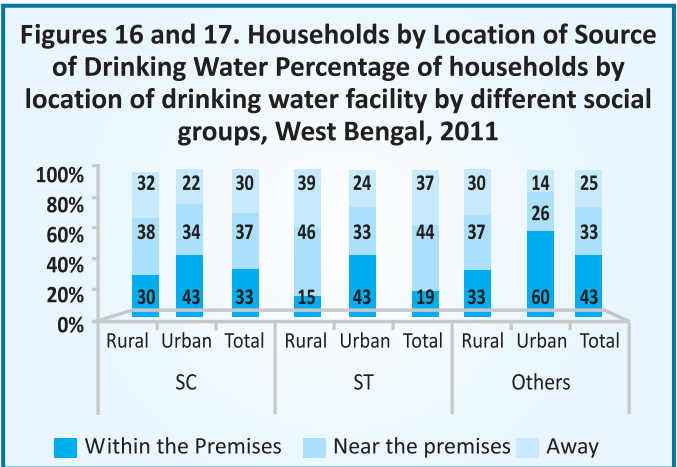 Figures 16 and 17. Households by Location of Source
of Drinking Water Percentage of households by
location of drinking water facility by different social
groups, West Bengal, 2011
100%
80%
60%
40%
20%
0%
32 22 30 39 24 37 30 14 25
38 34 37 46 33 44 37 26 33
30 43 33 15 43 19 33 60 43
Rural Urban Total Rural Urban Total Rural Urban Total
SC ST Others
Within the Premises Near the premises Away